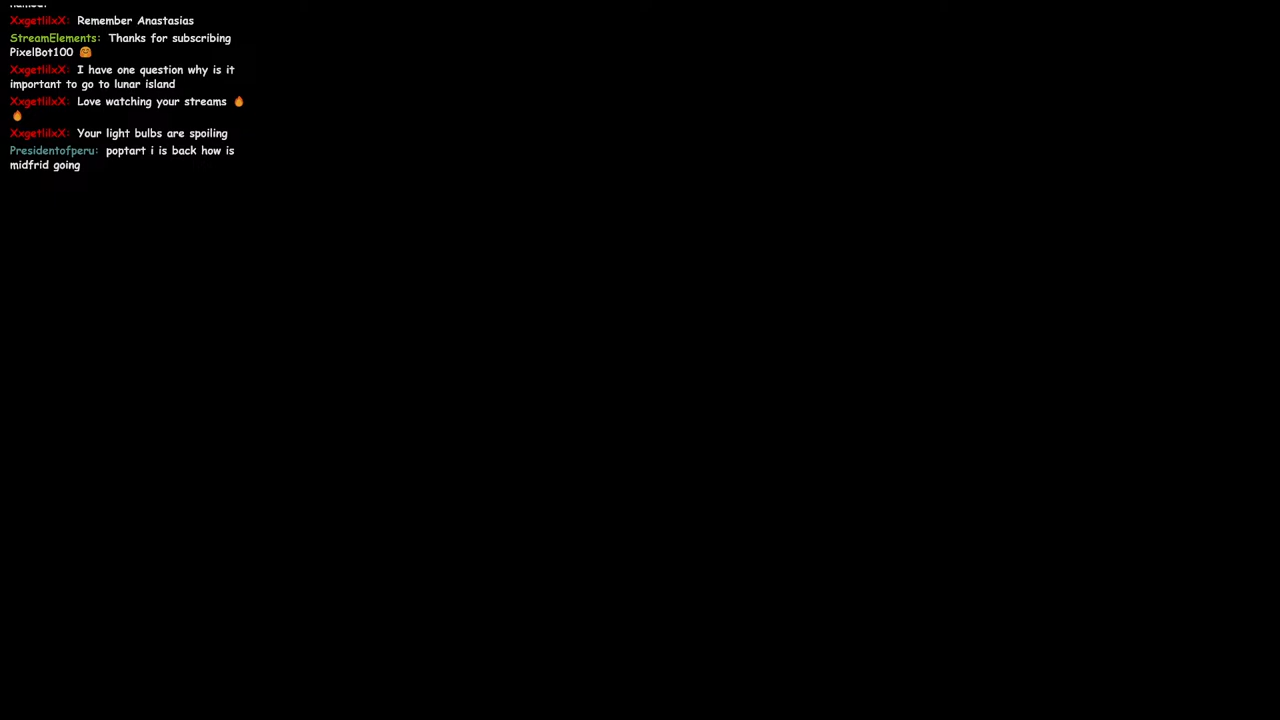 XxgetlilxX: Remember Anastasias
StreamElements: Thanks for subscribing
PixelBot100 🤗
XxgetlilxX: I have one question why is it
important to go to lunar island
XxgetlilxX: Love watching your streams 🔥
🔥
XxgetlilxX: Your light bulbs are spoiling
Presidentofperu: poptart i is back how is
midfrid going